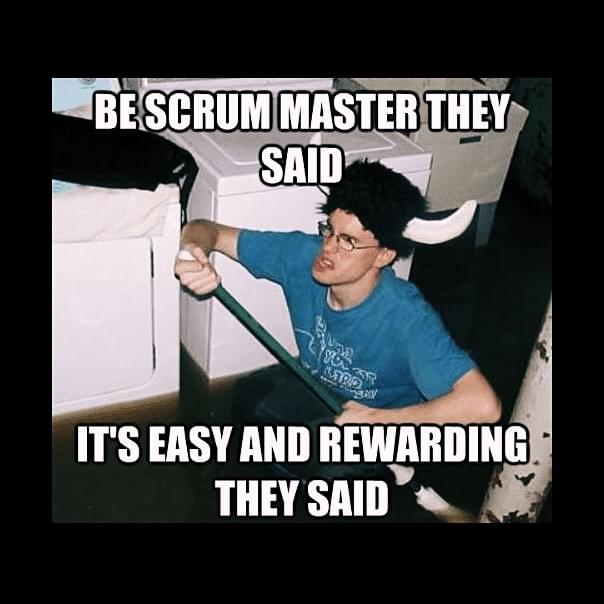 BE SCRUM MASTER THEY
SAID
IT'S EASY AND REWARDING
THEY SAID